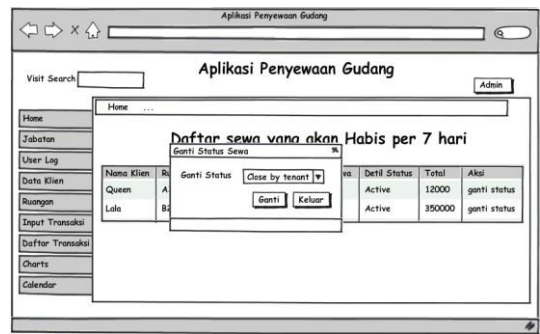 Aplikasi Penyewaan Gudang
Aplikasi Penyewaan Gudang
Visit Search
Admin
Home ...
Home
Jabatan
User Log
Data Klien
Ruangan
Input Transaksi
Daftar Transaksi
Charts
Calendar
Daftar sewa yang akan Habis per 7 hari
Ganti Status Sewa
Ganti Status Close by tenant
Ganti Keluar
Nama Klien Detil Status Total Aksi
Queen Active 12000 ganti status
Lala Active 350000 ganti status